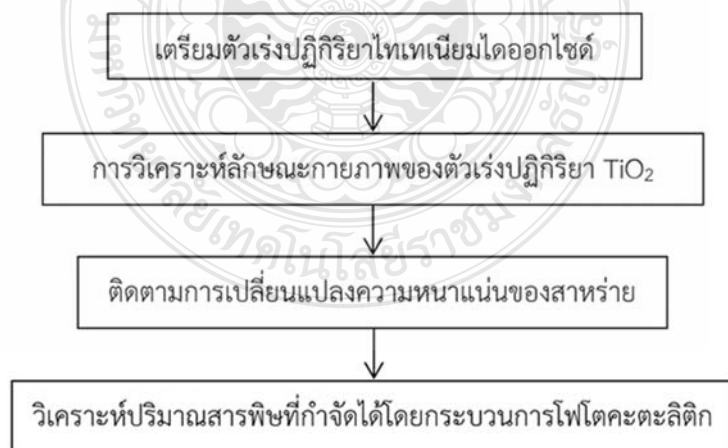 เตรียมตัวเร่งปฏิกิริยาไทเทเนียมไดออกไซด์
การวิเคราะห์ลักษณะกายภาพของตัวเร่งปฏิกิริยา TiO₂
ติดตามการเปลี่ยนแปลงความหนาแน่นของสาหร่าย
วิเคราะห์ปริมาณสารพิษที่กำจัดได้โดยกระบวนการโฟโตคะตะลิติก